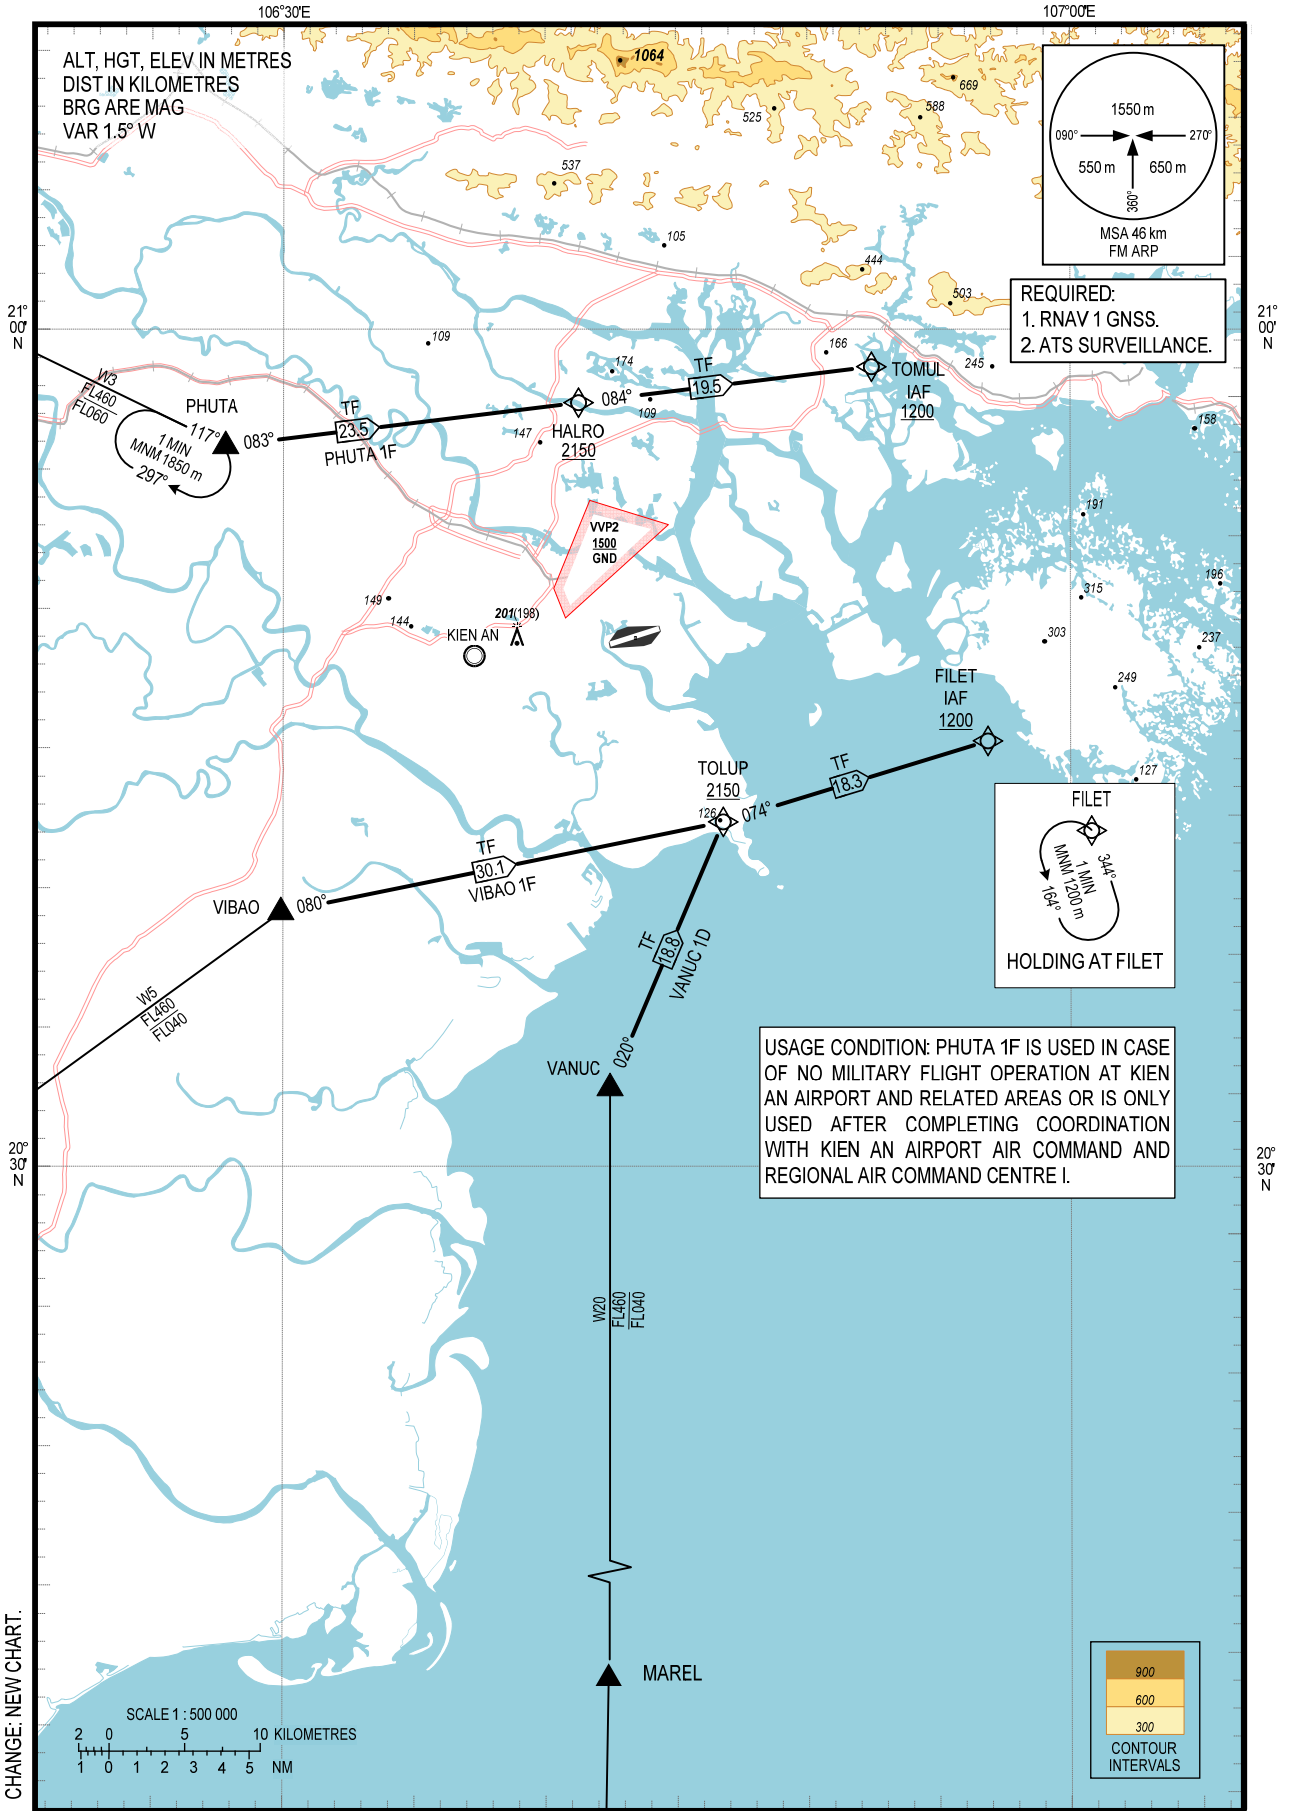 106°30'E
107°00'E
ALT, HGT, ELEV IN METRES
DIST IN KILOMETRES
BRG ARE MAG
VAR 1.5° W
1064
669
525
588
537
105
444
503
1550 m
090°
270°
550 m
650 m
360°
MSA 46 km
FM ARP
REQUIRED:
1. RNAV 1 GNSS.
2. ATS SURVEILLANCE.
21°
00'
N
21°
00'
N
109
174
166
245
W3
FL460
FL060
PHUTA
117°
1 MIN
MNM 1850 m
297°
083°
TF
23.5
PHUTA 1F
147
HALRO
2150
084°
109
TF
19.5
TOMUL
IAF
1200
158
191
VVP2
1500
GND
149
144
201(198)
KIEN AN
196
315
303
237
249
127
FILET
IAF
1200
TF
18.3
TOLUP
2150
126
074°
FILET
344°
1 MIN
MNM 1200 m
164°
HOLDING AT FILET
VIBAO
080°
TF
30.1
VIBAO 1F
W5
FL460
FL040
TF
18.8
VANUC 1D
020°
VANUC
USAGE CONDITION: PHUTA 1F IS USED IN CASE
OF NO MILITARY FLIGHT OPERATION AT KIEN
AN AIRPORT AND RELATED AREAS OR IS ONLY
USED AFTER COMPLETING COORDINATION
WITH KIEN AN AIRPORT AIR COMMAND AND
REGIONAL AIR COMMAND CENTRE I.
20°
30'
N
20°
30'
N
W20
FL460
FL040
MAREL
CHANGE: NEW CHART.
SCALE 1 : 500 000
2 0 5 10 KILOMETRES
1 0 1 2 3 4 5 NM
900
600
300
CONTOUR
INTERVALS